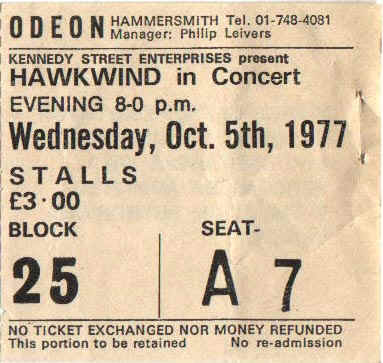 ODEON HAMMERSMITH Tel. 01-748-4081
Manager: Philip Leivers
KENNEDY STREET ENTERPRISES present
HAWKWIND in Concert
EVENING 8-0 p.m.
Wednesday, Oct. 5th, 1977
STALLS
£3·00
BLOCK SEAT-
25 A 7
NO TICKET EXCHANGED NOR MONEY REFUNDED
This portion to be retained No re-admission